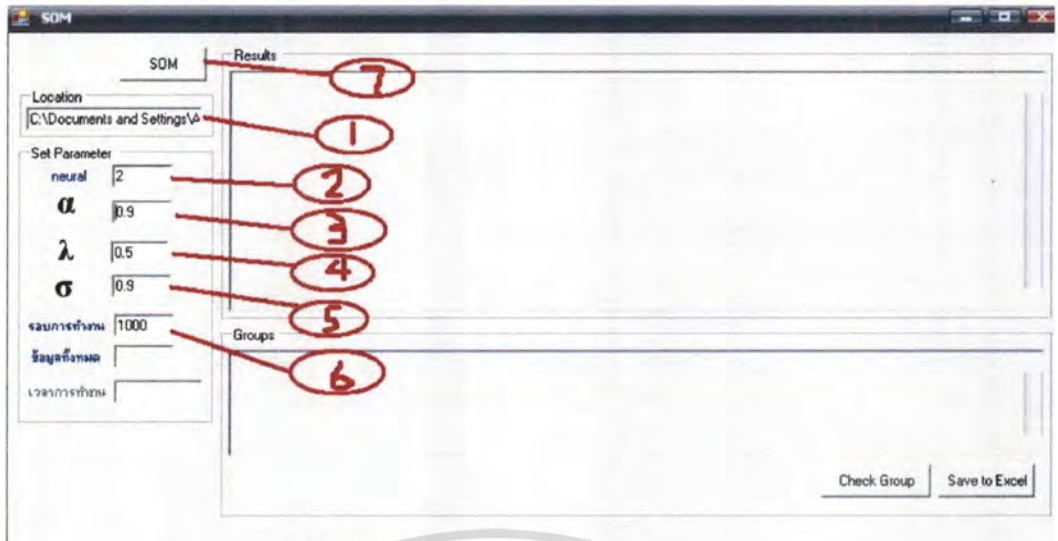 SOM
SOM
Results
7
Location
C:\Documents and Settings\A
1
Set Parameter
neural 2
2
α 0.9
3
λ 0.5
4
σ 0.9
5
รอบการทำงาน 1000
6
ข้อมูลทั้งหมด
เวลาการทำงาน
Groups
Check Group
Save to Excel